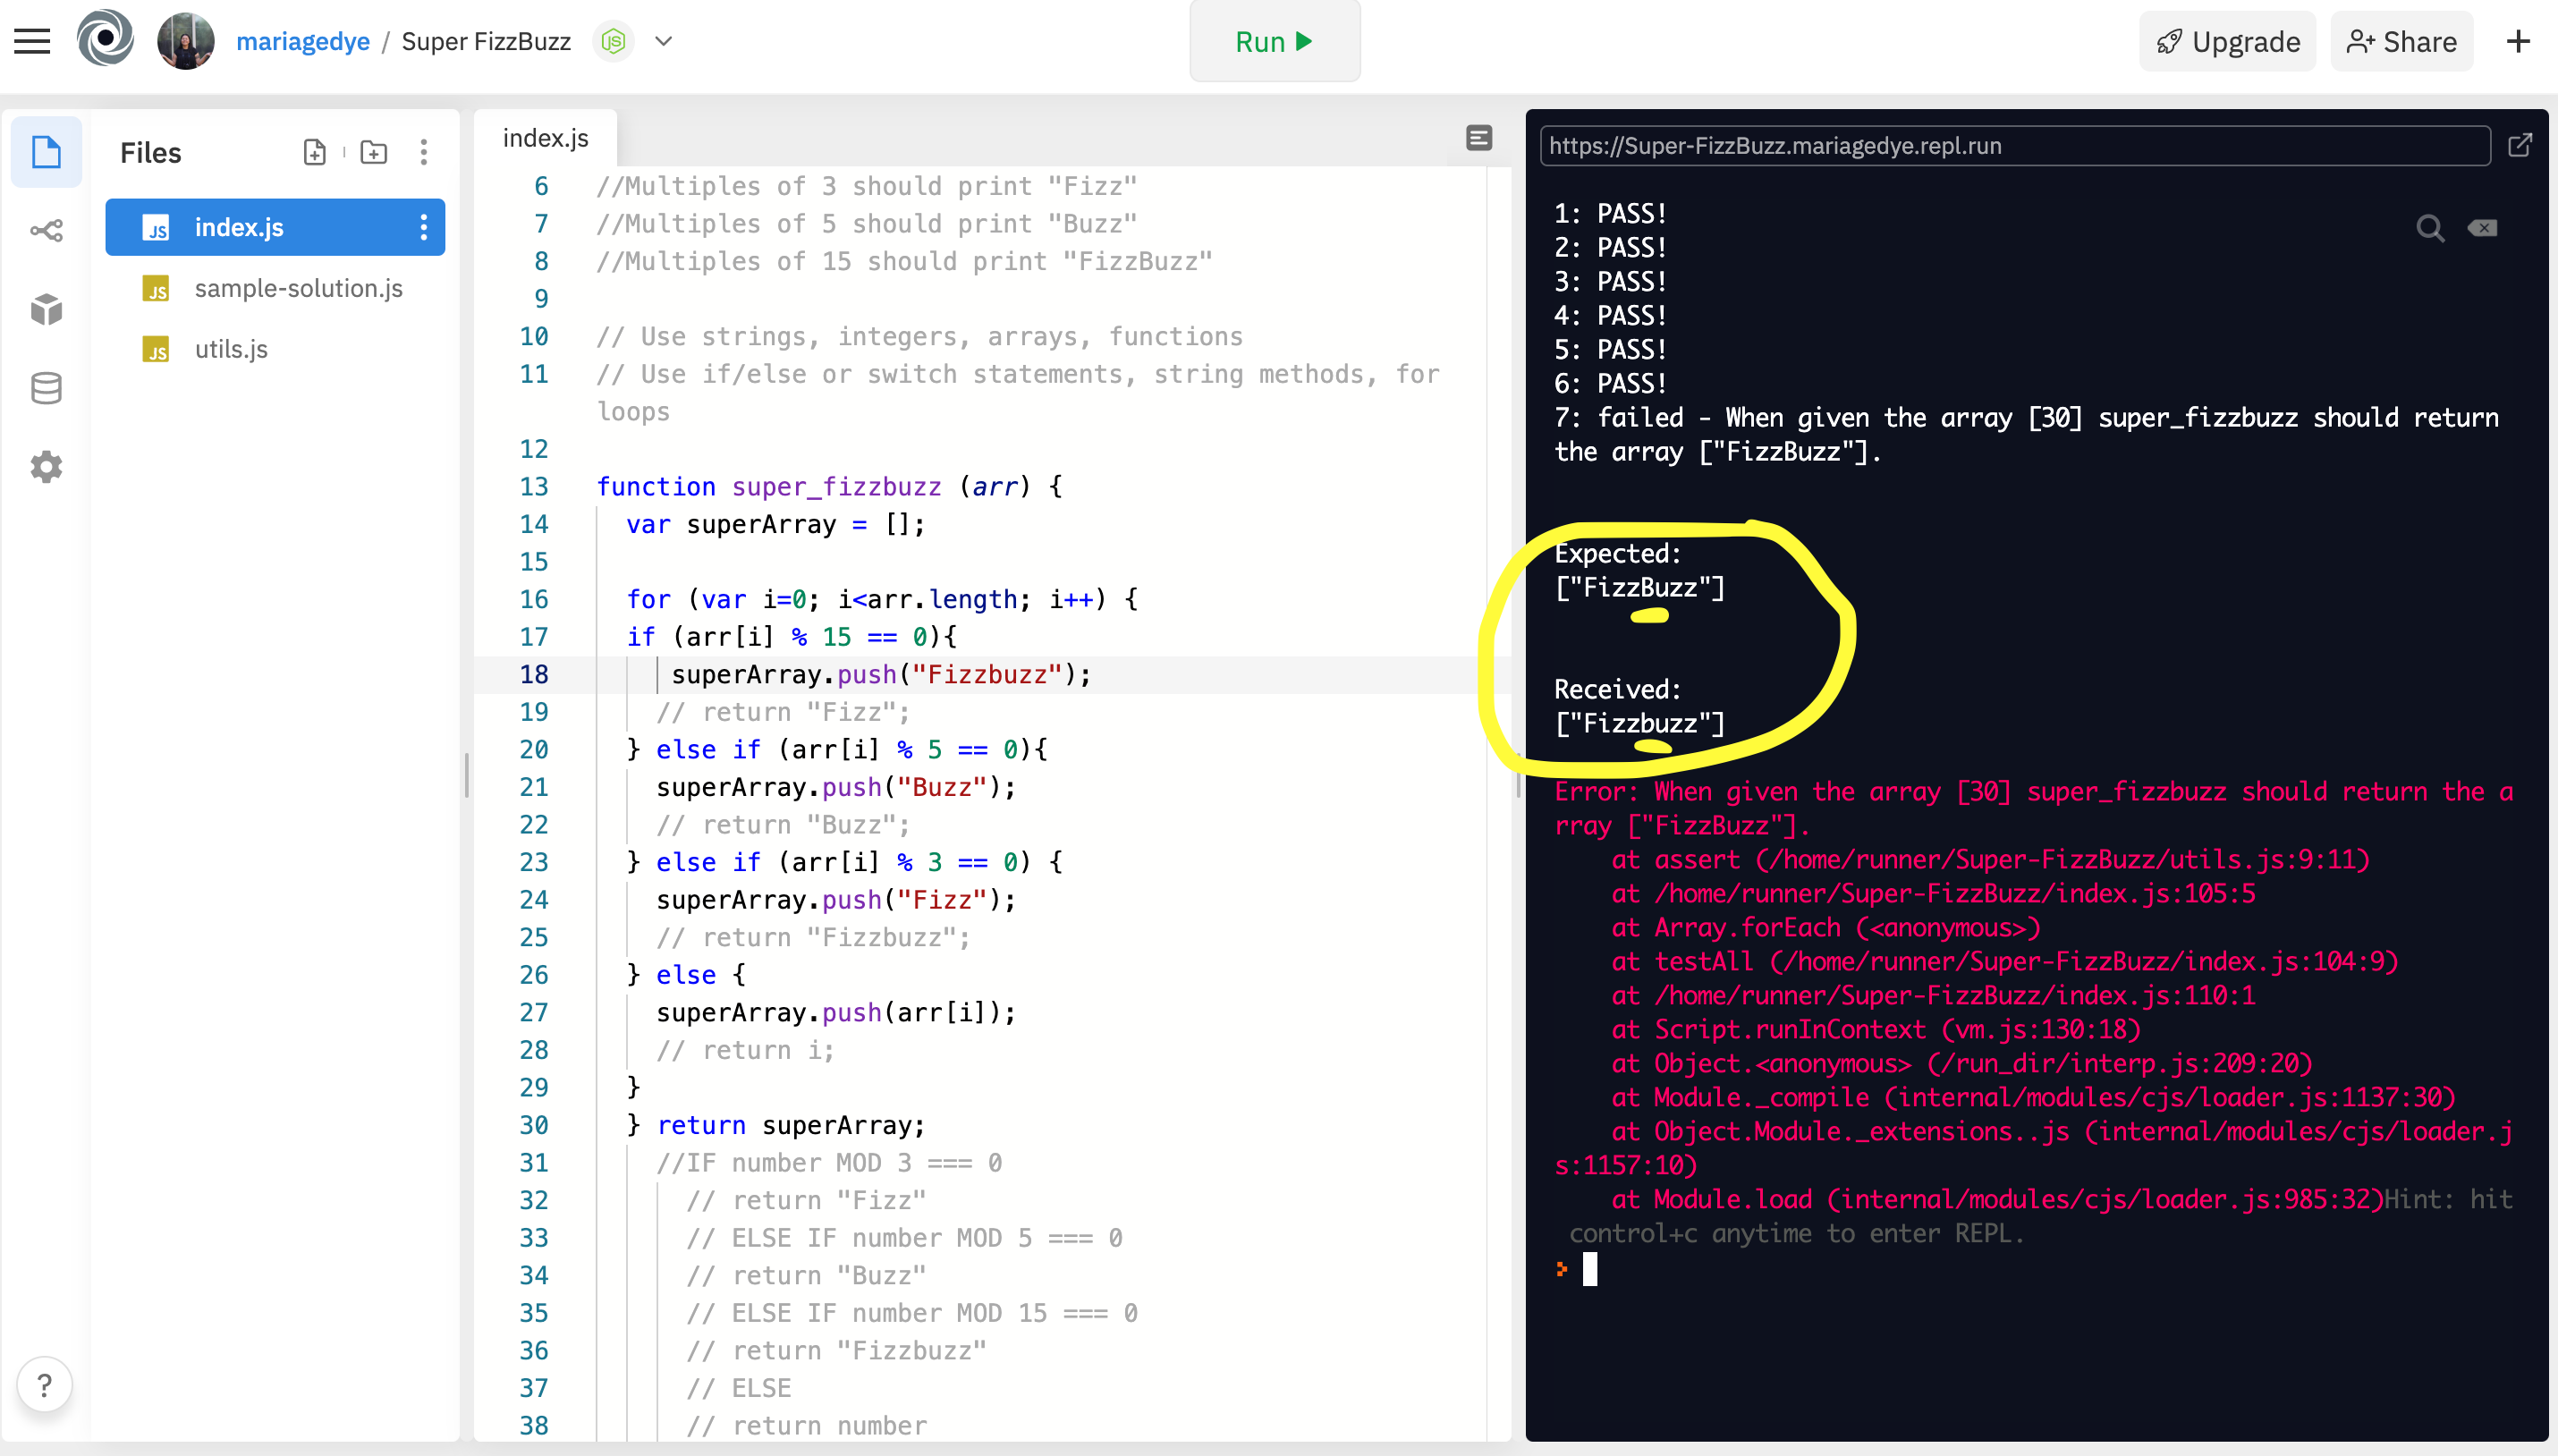 mariagedye / Super FizzBuzz
Run
Upgrade
Share
Files
index.js
sample-solution.js
utils.js
index.js
6 //Multiples of 3 should print "Fizz"
7 //Multiples of 5 should print "Buzz"
8 //Multiples of 15 should print "FizzBuzz"
9
10 // Use strings, integers, arrays, functions
11 // Use if/else or switch statements, string methods, for
loops
12
13 function super_fizzbuzz (arr) {
14 var superArray = [];
15
16 for (var i=0; i<arr.length; i++) {
17 if (arr[i] % 15 == 0){
18 superArray.push("Fizzbuzz");
19 // return "Fizz";
20 } else if (arr[i] % 5 == 0){
21 superArray.push("Buzz");
22 // return "Buzz";
23 } else if (arr[i] % 3 == 0) {
24 superArray.push("Fizz");
25 // return "Fizzbuzz";
26 } else {
27 superArray.push(arr[i]);
28 // return i;
29 }
30 } return superArray;
31 //IF number MOD 3 === 0
32 // return "Fizz"
33 // ELSE IF number MOD 5 === 0
34 // return "Buzz"
35 // ELSE IF number MOD 15 === 0
36 // return "Fizzbuzz"
37 // ELSE
38 // return number
https://Super-FizzBuzz.mariagedye.repl.run
1: PASS!
2: PASS!
3: PASS!
4: PASS!
5: PASS!
6: PASS!
7: failed - When given the array [30] super_fizzbuzz should return
the array ["FizzBuzz"].
Expected:
["FizzBuzz"]
Received:
["Fizzbuzz"]
Error: When given the array [30] super_fizzbuzz should return the a
rray ["FizzBuzz"].
at assert (/home/runner/Super-FizzBuzz/utils.js:9:11)
at /home/runner/Super-FizzBuzz/index.js:105:5
at Array.forEach (<anonymous>)
at testAll (/home/runner/Super-FizzBuzz/index.js:104:9)
at /home/runner/Super-FizzBuzz/index.js:110:1
at Script.runInContext (vm.js:130:18)
at Object.<anonymous> (/run_dir/interp.js:209:20)
at Module._compile (internal/modules/cjs/loader.js:1137:30)
at Object.Module._extensions..js (internal/modules/cjs/loader.j
s:1157:10)
at Module.load (internal/modules/cjs/loader.js:985:32)Hint: hit
control+c anytime to enter REPL.